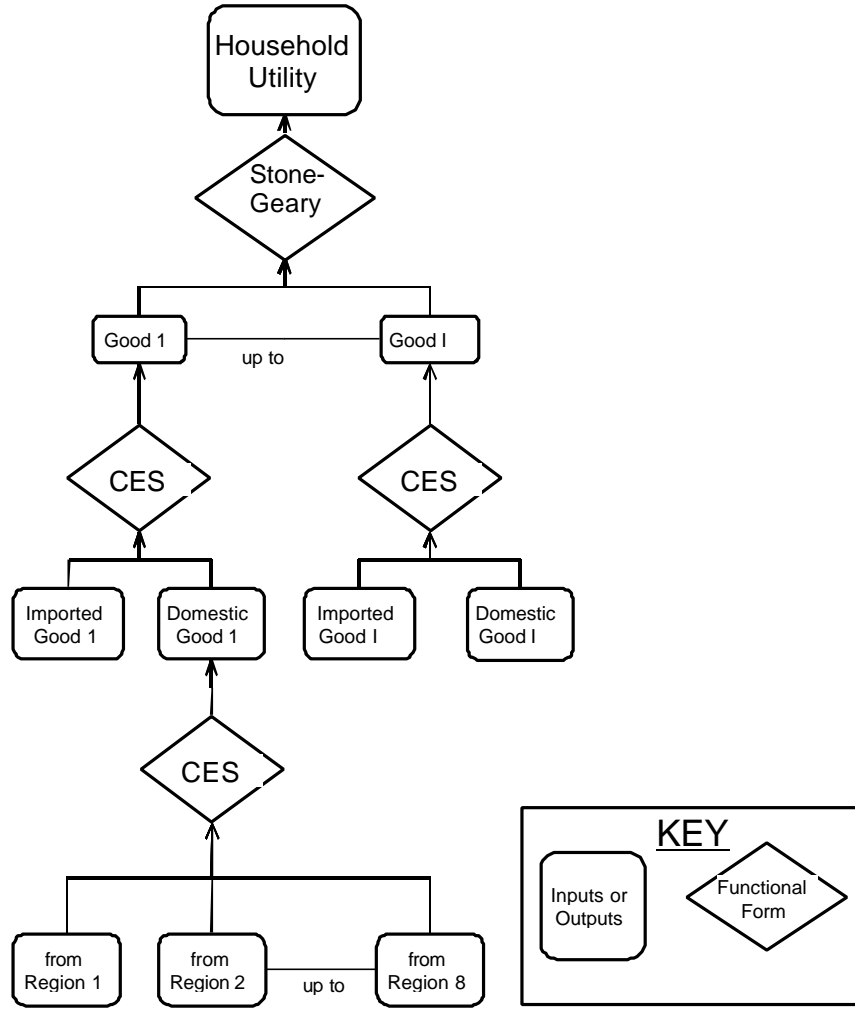 Household
Utility
Stone-
Geary
Good 1
up to
Good I
CES
CES
Imported
Good 1
Domestic
Good 1
Imported
Good I
Domestic
Good I
CES
KEY
Inputs or
Outputs
Functional
Form
from
Region 1
from
Region 2
up to
from
Region 8